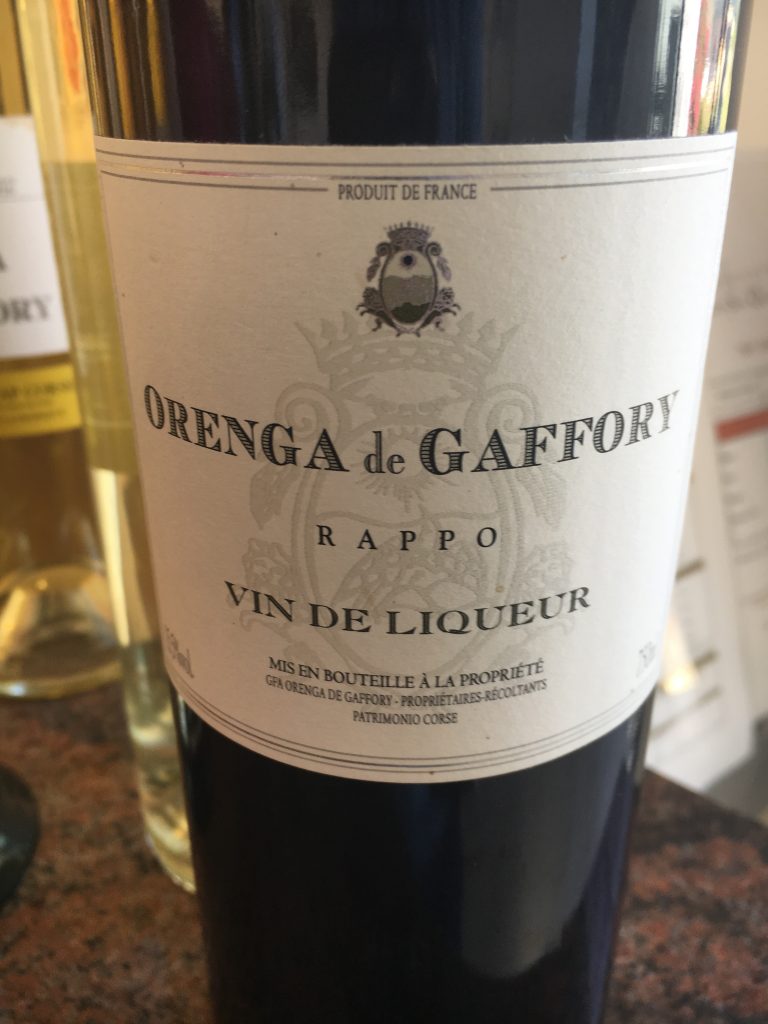 PRODUIT DE FRANCE
ORENGA de GAFFORY
RAPPO
VIN DE LIQUEUR
MIS EN BOUTEILLE À LA PROPRIÉTÉ
GFA ORENGA DE GAFFORY - PROPRIÉTAIRES-RÉCOLTANTS
PATRIMONIO CORSE